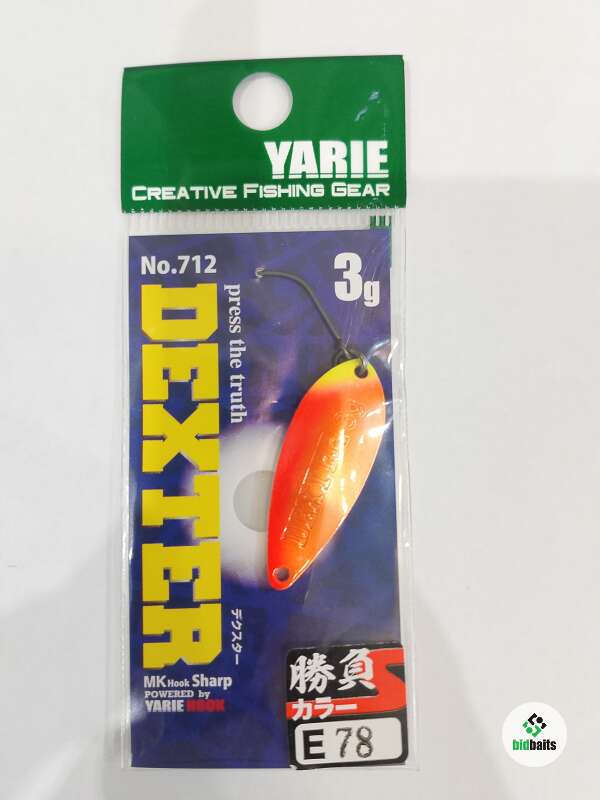 YARIE
CREATIVE FISHING GEAR
No.712
3g
press the truth
DEXTER
デクスター
MK Hook Sharp
POWERED by
YARIE HOOK
勝負S
カラー
E 78
bidbaits